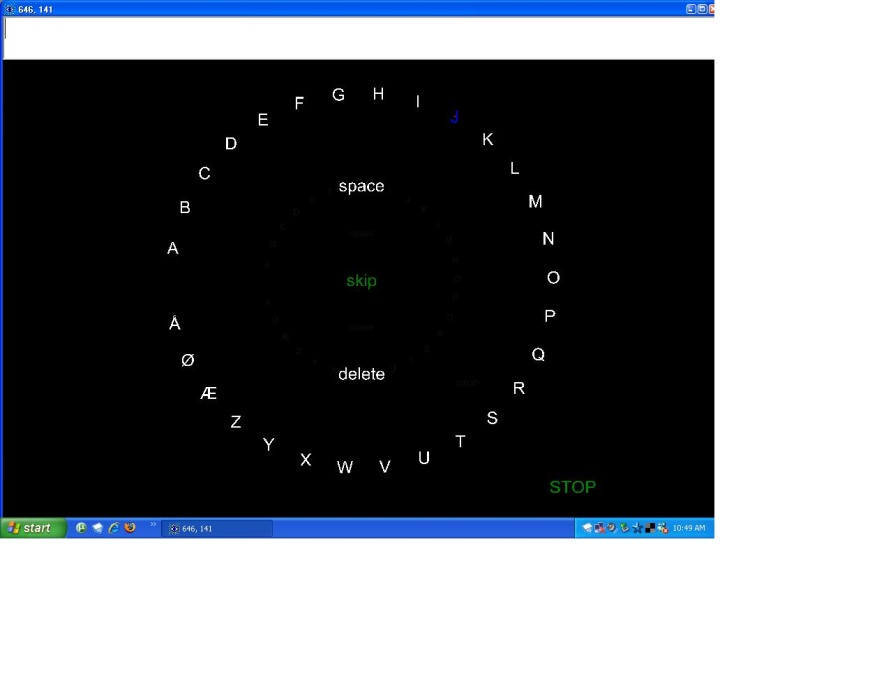 646, 141
A
B
C
D
E
F
G
H
I
J
K
L
M
N
O
P
Q
R
S
T
U
V
W
X
Y
Z
Æ
Ø
Å
space
skip
delete
STOP
start
646, 141
10:49 AM